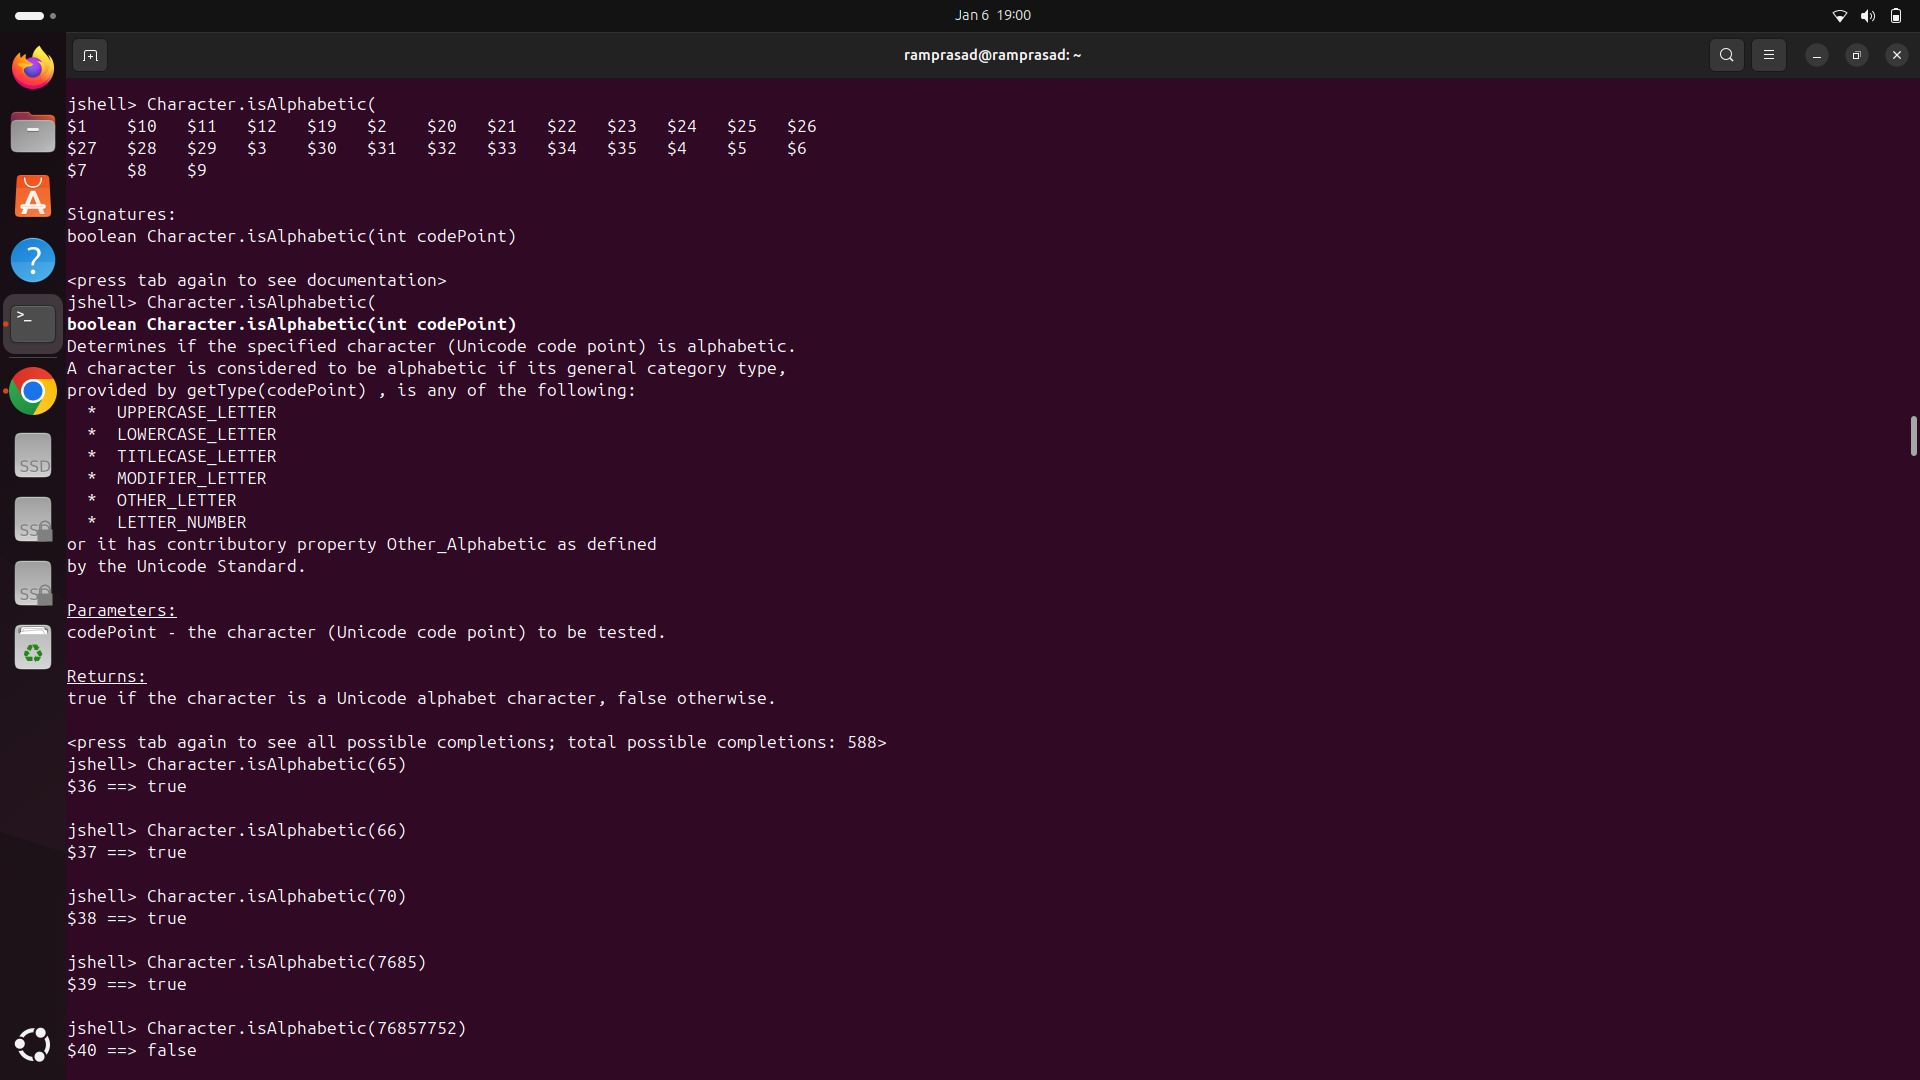 Jan 6 19:00
ramprasad@ramprasad: ~
jshell> Character.isAlphabetic(
$1 $10 $11 $12 $19 $2 $20 $21 $22 $23 $24 $25 $26
$27 $28 $29 $3 $30 $31 $32 $33 $34 $35 $4 $5 $6
$7 $8 $9
Signatures:
boolean Character.isAlphabetic(int codePoint)
<press tab again to see documentation>
jshell> Character.isAlphabetic(
boolean Character.isAlphabetic(int codePoint)
Determines if the specified character (Unicode code point) is alphabetic.
A character is considered to be alphabetic if its general category type,
provided by getType(codePoint) , is any of the following:
* UPPERCASE_LETTER
* LOWERCASE_LETTER
* TITLECASE_LETTER
* MODIFIER_LETTER
* OTHER_LETTER
* LETTER_NUMBER
or it has contributory property Other_Alphabetic as defined
by the Unicode Standard.
Parameters:
codePoint - the character (Unicode code point) to be tested.
Returns:
true if the character is a Unicode alphabet character, false otherwise.
<press tab again to see all possible completions; total possible completions: 588>
jshell> Character.isAlphabetic(65)
$36 ==> true
jshell> Character.isAlphabetic(66)
$37 ==> true
jshell> Character.isAlphabetic(70)
$38 ==> true
jshell> Character.isAlphabetic(7685)
$39 ==> true
jshell> Character.isAlphabetic(76857752)
$40 ==> false
SSD
SSD
SSD